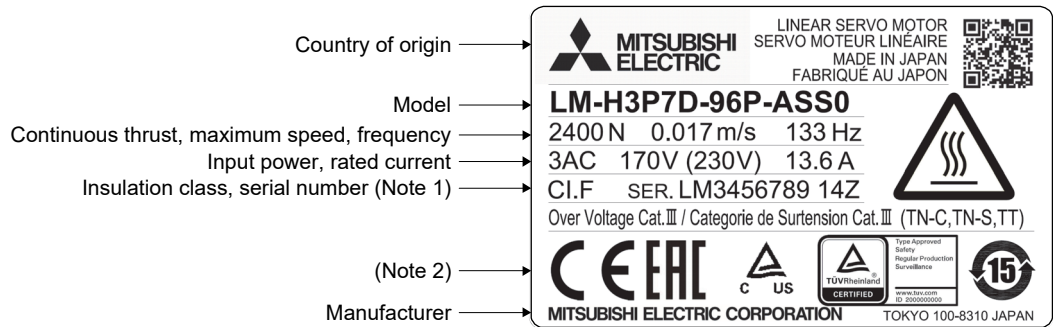 Country of origin
Model
Continuous thrust, maximum speed, frequency
Input power, rated current
Insulation class, serial number (Note 1)
(Note 2)
Manufacturer
MITSUBISHI
ELECTRIC
LINEAR SERVO MOTOR
SERVO MOTEUR LINÉAIRE
MADE IN JAPAN
FABRIQUÉ AU JAPON
LM-H3P7D-96P-ASS0
2400 N 0.017 m/s 133 Hz
3AC 170V (230V) 13.6 A
CI.F SER. LM3456789 14Z
Over Voltage Cat.Ⅲ / Categorie de Surtension Cat.Ⅲ (TN-C,TN-S,TT)
CE EAC
C US
TÜVRheinland®
CERTIFIED
Type Approved
Safety
Regular Production
Surveillance
www.tuv.com
ID 2000000000
15
MITSUBISHI ELECTRIC CORPORATION TOKYO 100-8310 JAPAN